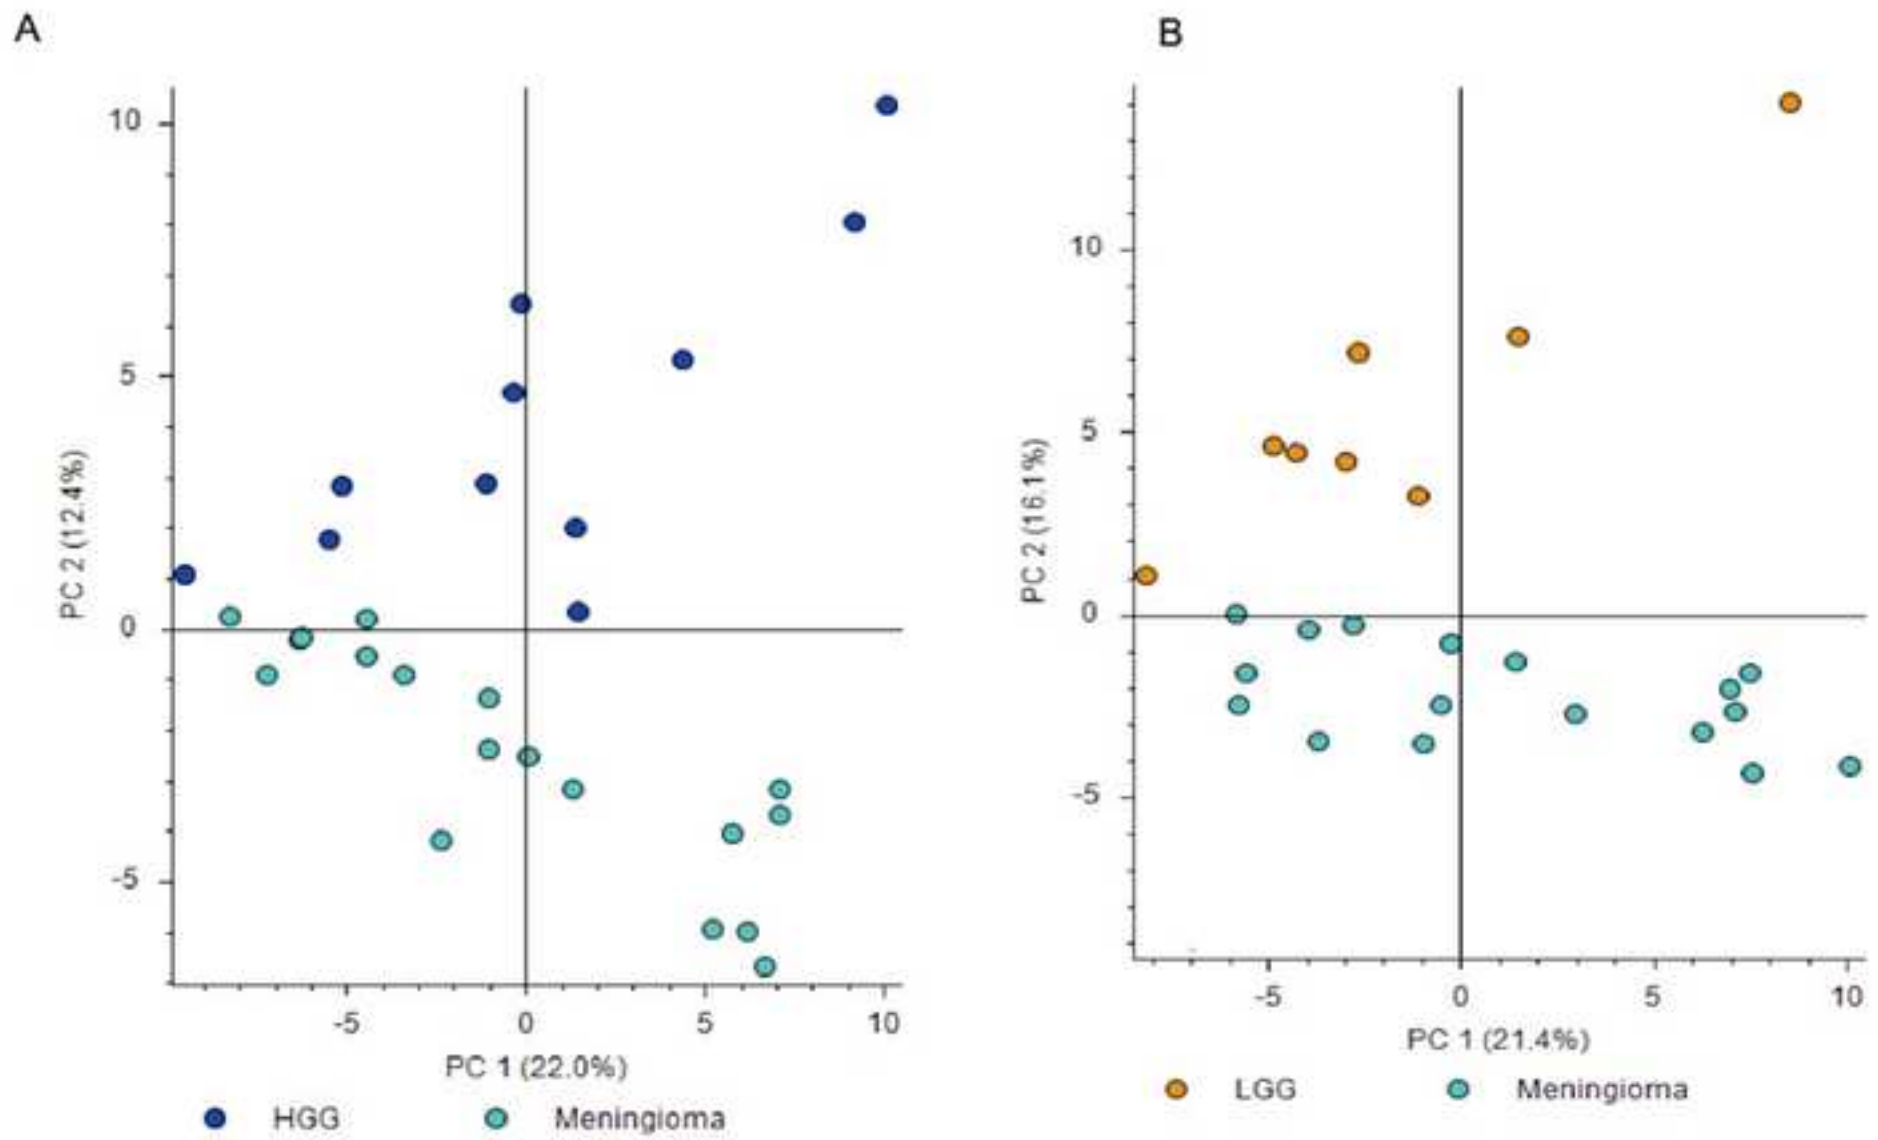 A
B
10
5
0
-5
PC 2 (12.4%)
-5 0 5 10
PC 1 (22.0%)
HGG Meningioma
10
5
0
-5
PC 2 (16.1%)
-5 0 5 10
PC 1 (21.4%)
LGG Meningioma